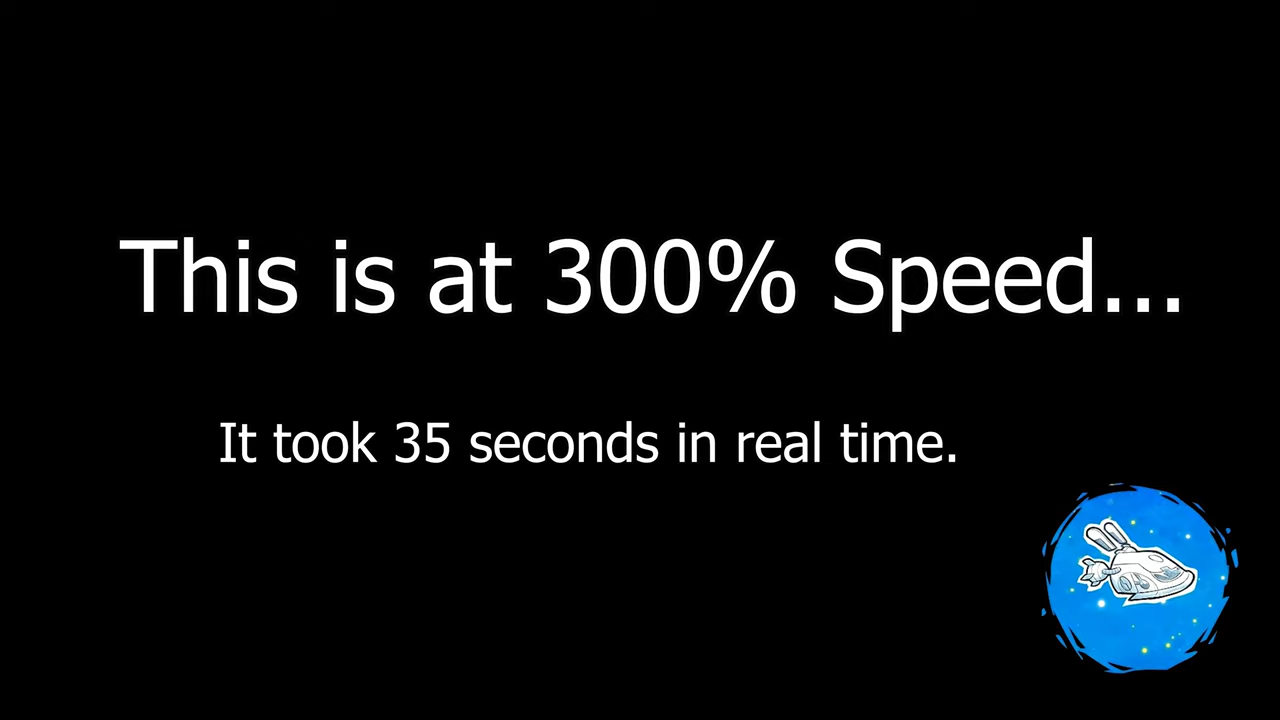 This is at 300% Speed...
It took 35 seconds in real time.